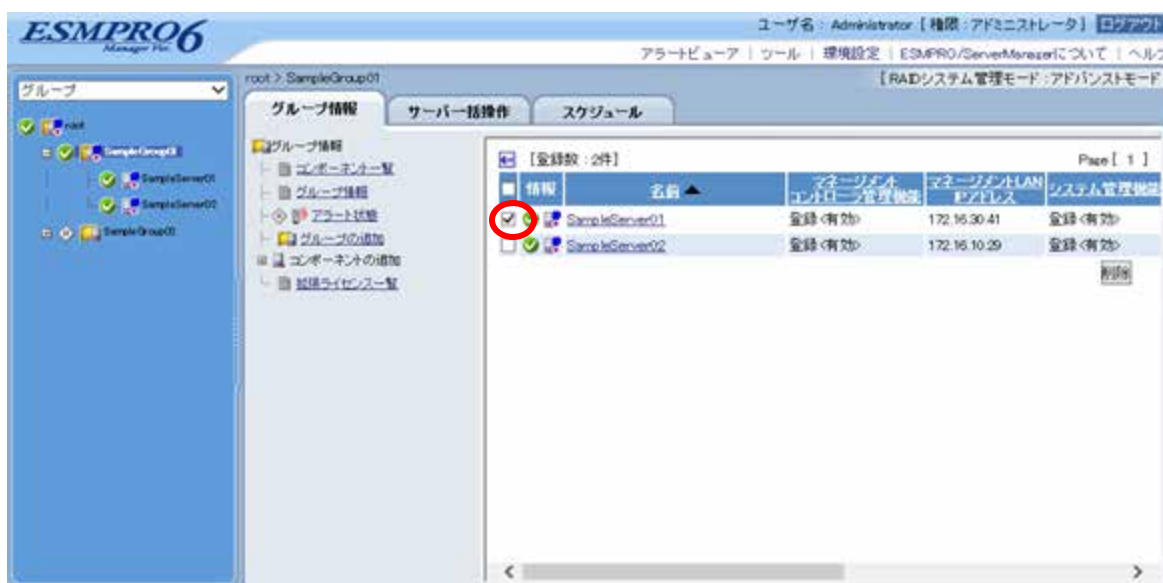 ESMPRO6
Manager Ver.
ユーザ名 : Administrator [ 権限 : アドミニストレータ ] ログアウト
アラートビューア | ツール | 環境設定 | ESMPRO/ServerManagerについて | ヘルプ
グループ
root > SampleGroup01
【 RAIDシステム管理モード : アドバンストモード
グループ情報 サーバ一括操作 スケジュール
root
SampleGroup01
SampleServer01
SampleServer02
グループ情報
コンポーネント一覧
グループ情報
アラート状態
グループの追加
コンポーネントの追加
拡張ライセンス一覧
[登録数 : 2件] Page [ 1 ]
情報 名前▲ マネージメントコントローラ管理機能 マネージメントLAN IPアドレス システム管理機能
SampleServer01 登録<有効> 172.16.30.41 登録<有効>
SampleServer02 登録<有効> 172.16.10.29 登録<有効>
削除